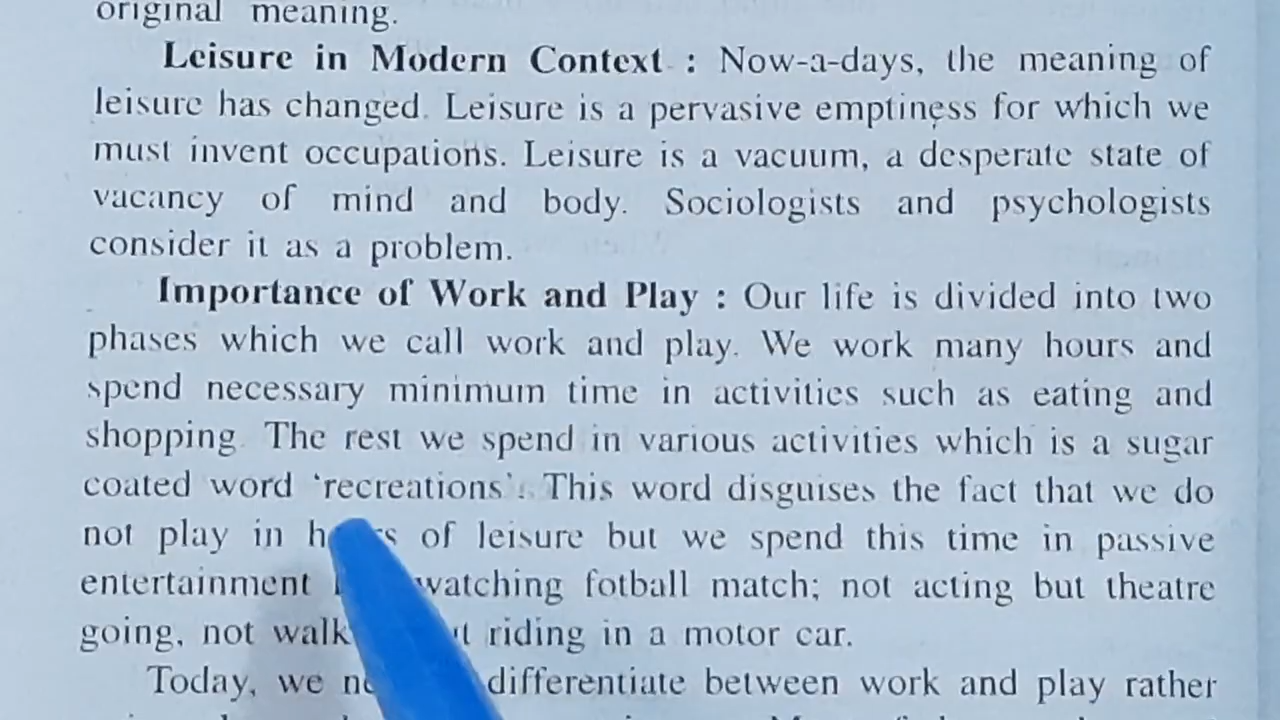 original meaning.
Leisure in Modern Context : Now-a-days, the meaning of
leisure has changed. Leisure is a pervasive emptiness for which we
must invent occupations. Leisure is a vacuum, a desperate state of
vacancy of mind and body. Sociologists and psychologists
consider it as a problem.
Importance of Work and Play : Our life is divided into two
phases which we call work and play. We work many hours and
spend necessary minimum time in activities such as eating and
shopping. The rest we spend in various activities which is a sugar
coated word 'recreations'. This word disguises the fact that we do
not play in of leisure but we spend this time in passive
entertainment watching fotball match; not acting but theatre
going, not riding in a motor car.
Today, we differentiate between work and play rather